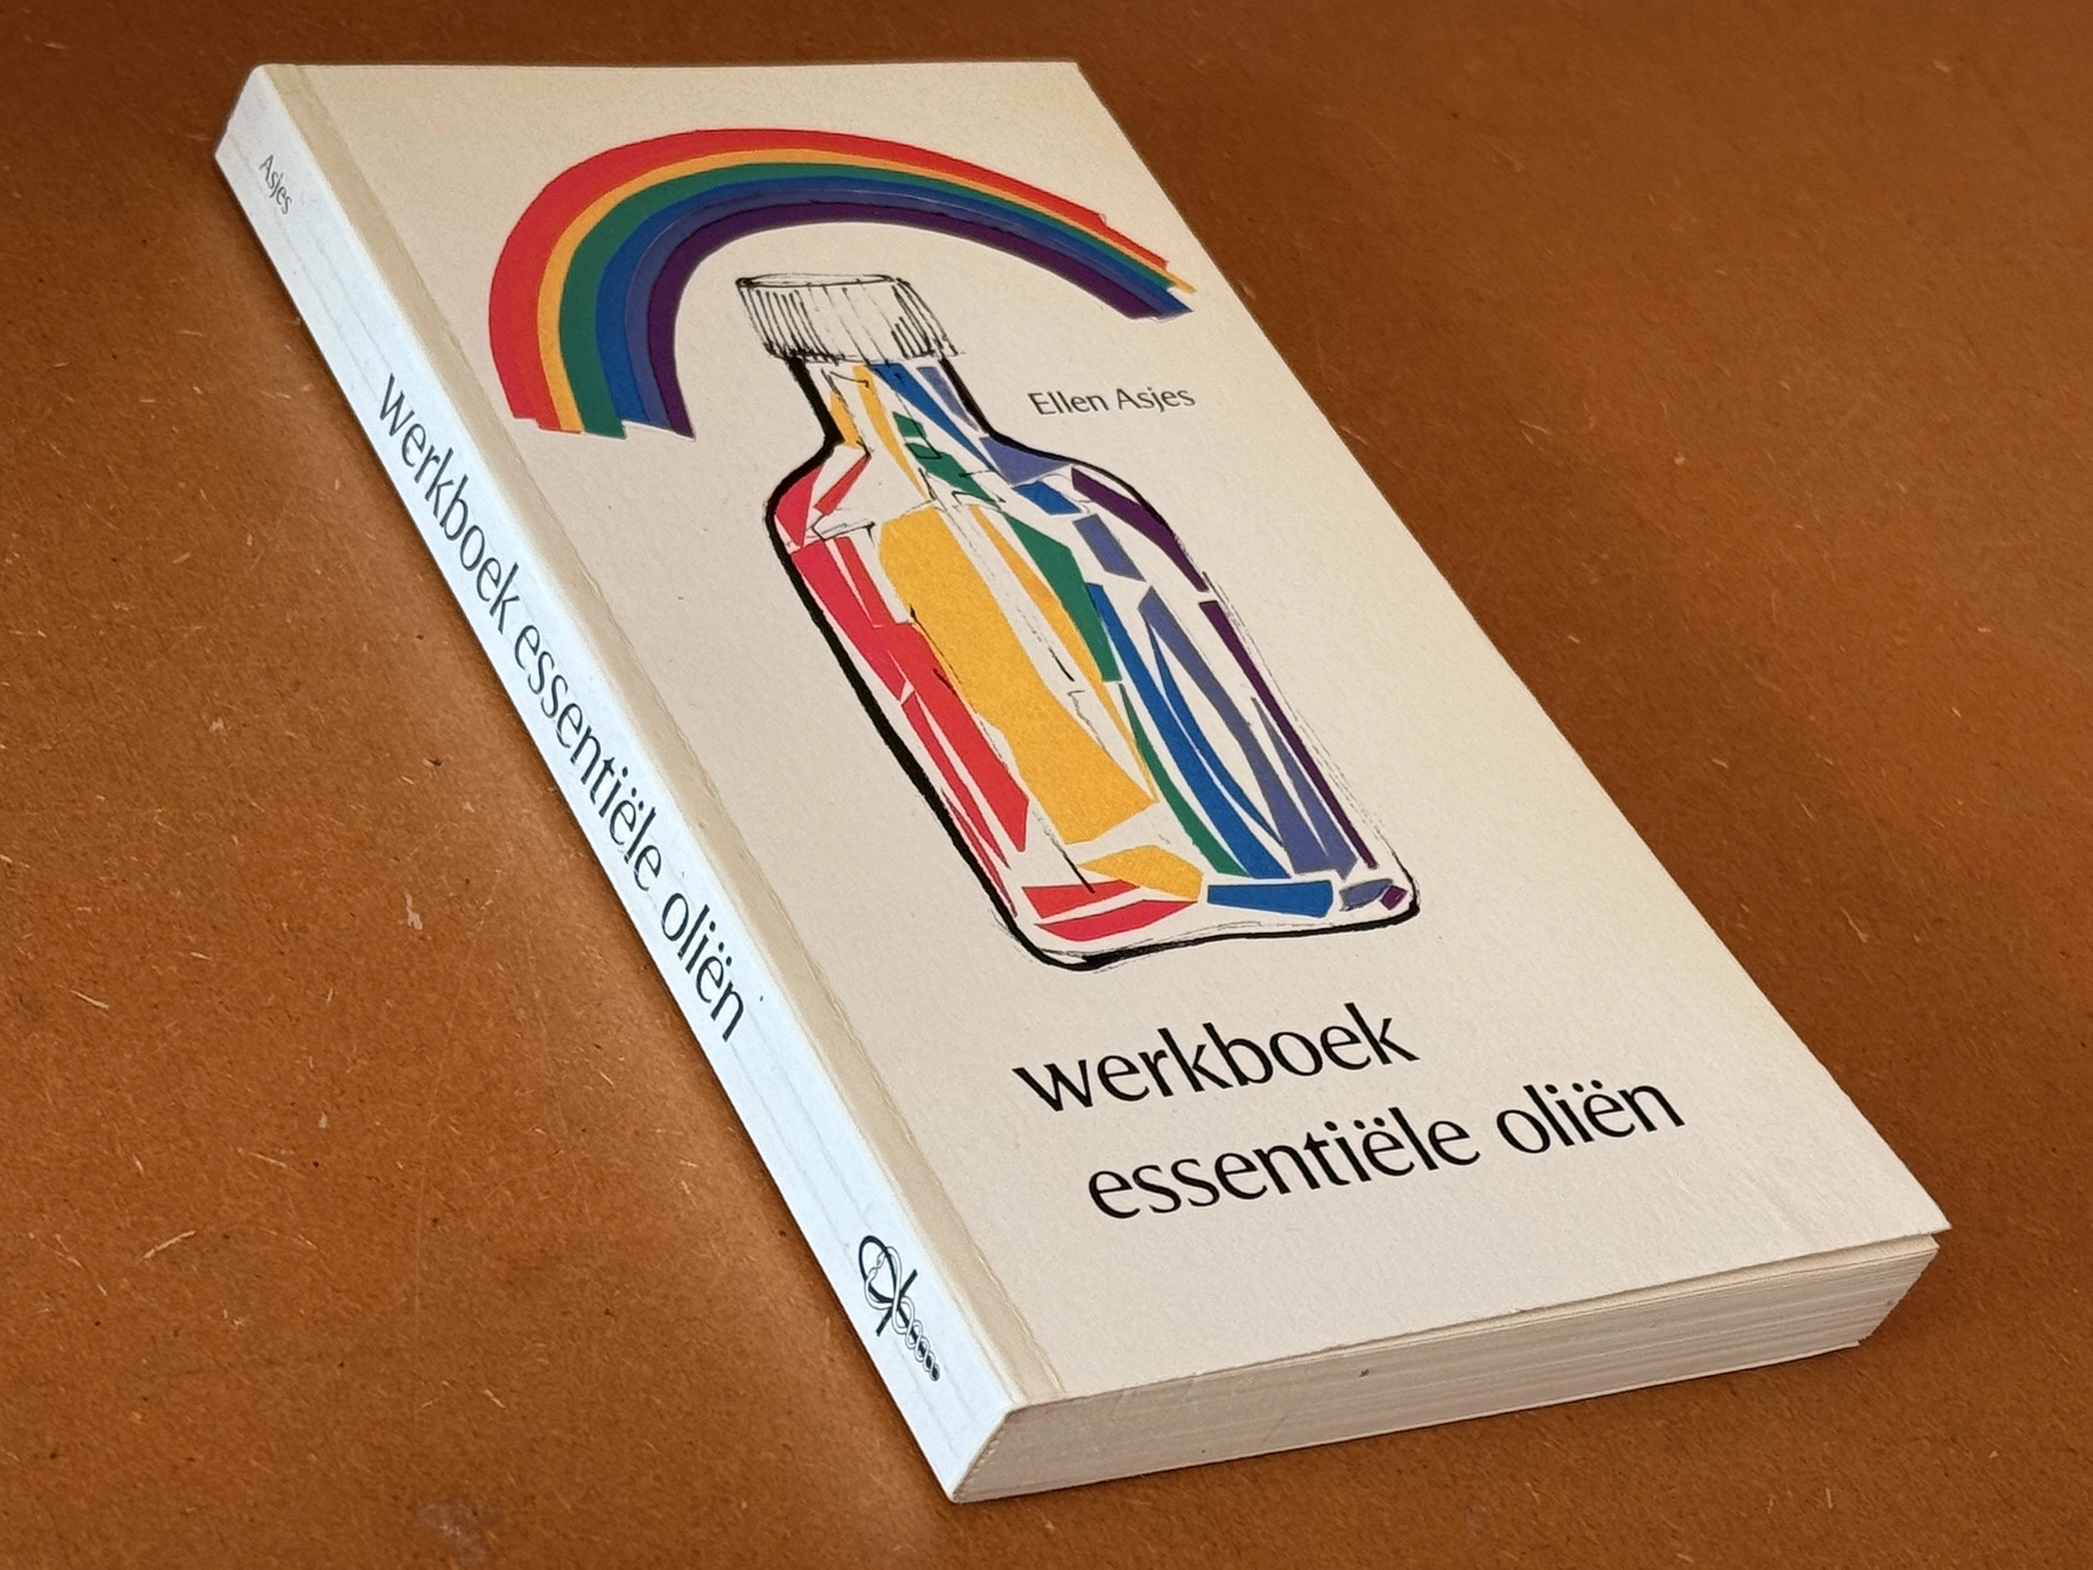 Asjes
werkboek essentiële oliën
Ellen Asjes
werkboek
essentiële oliën